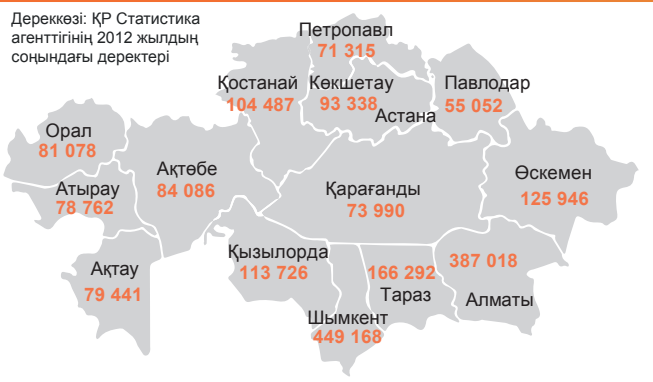 Дереккөзі: ҚР Статистика
агенттігінің 2012 жылдың
соңындағы деректері
Петропавл
71 315
Қостанай
104 487
Көкшетау
93 338
Астана
Павлодар
55 052
Орал
81 078
Ақтөбе
84 086
Атырау
78 762
Қарағанды
73 990
Өскемен
125 946
Ақтау
79 441
Қызылорда
113 726
166 292
Тараз
387 018
Алматы
Шымкент
449 168